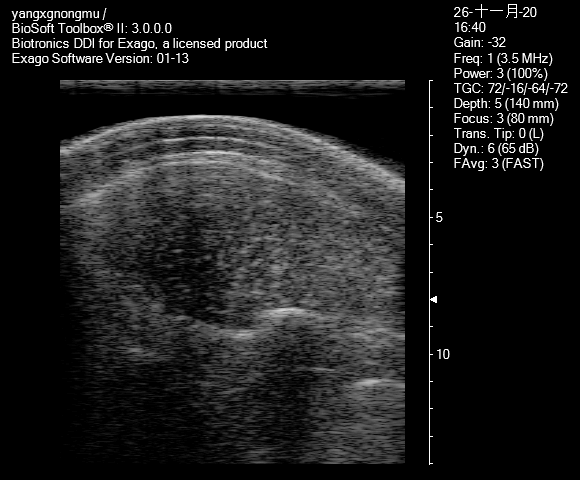 yangxgnongmu /
BioSoft Toolbox® II: 3.0.0.0
Biotronics DDI for Exago, a licensed product
Exago Software Version: 01-13
26-十一月-20
16:40
Gain: -32
Freq: 1 (3.5 MHz)
Power: 3 (100%)
TGC: 72/-16/-64/-72
Depth: 5 (140 mm)
Focus: 3 (80 mm)
Trans. Tip: 0 (L)
Dyn.: 6 (65 dB)
FAvg: 3 (FAST)
5
10